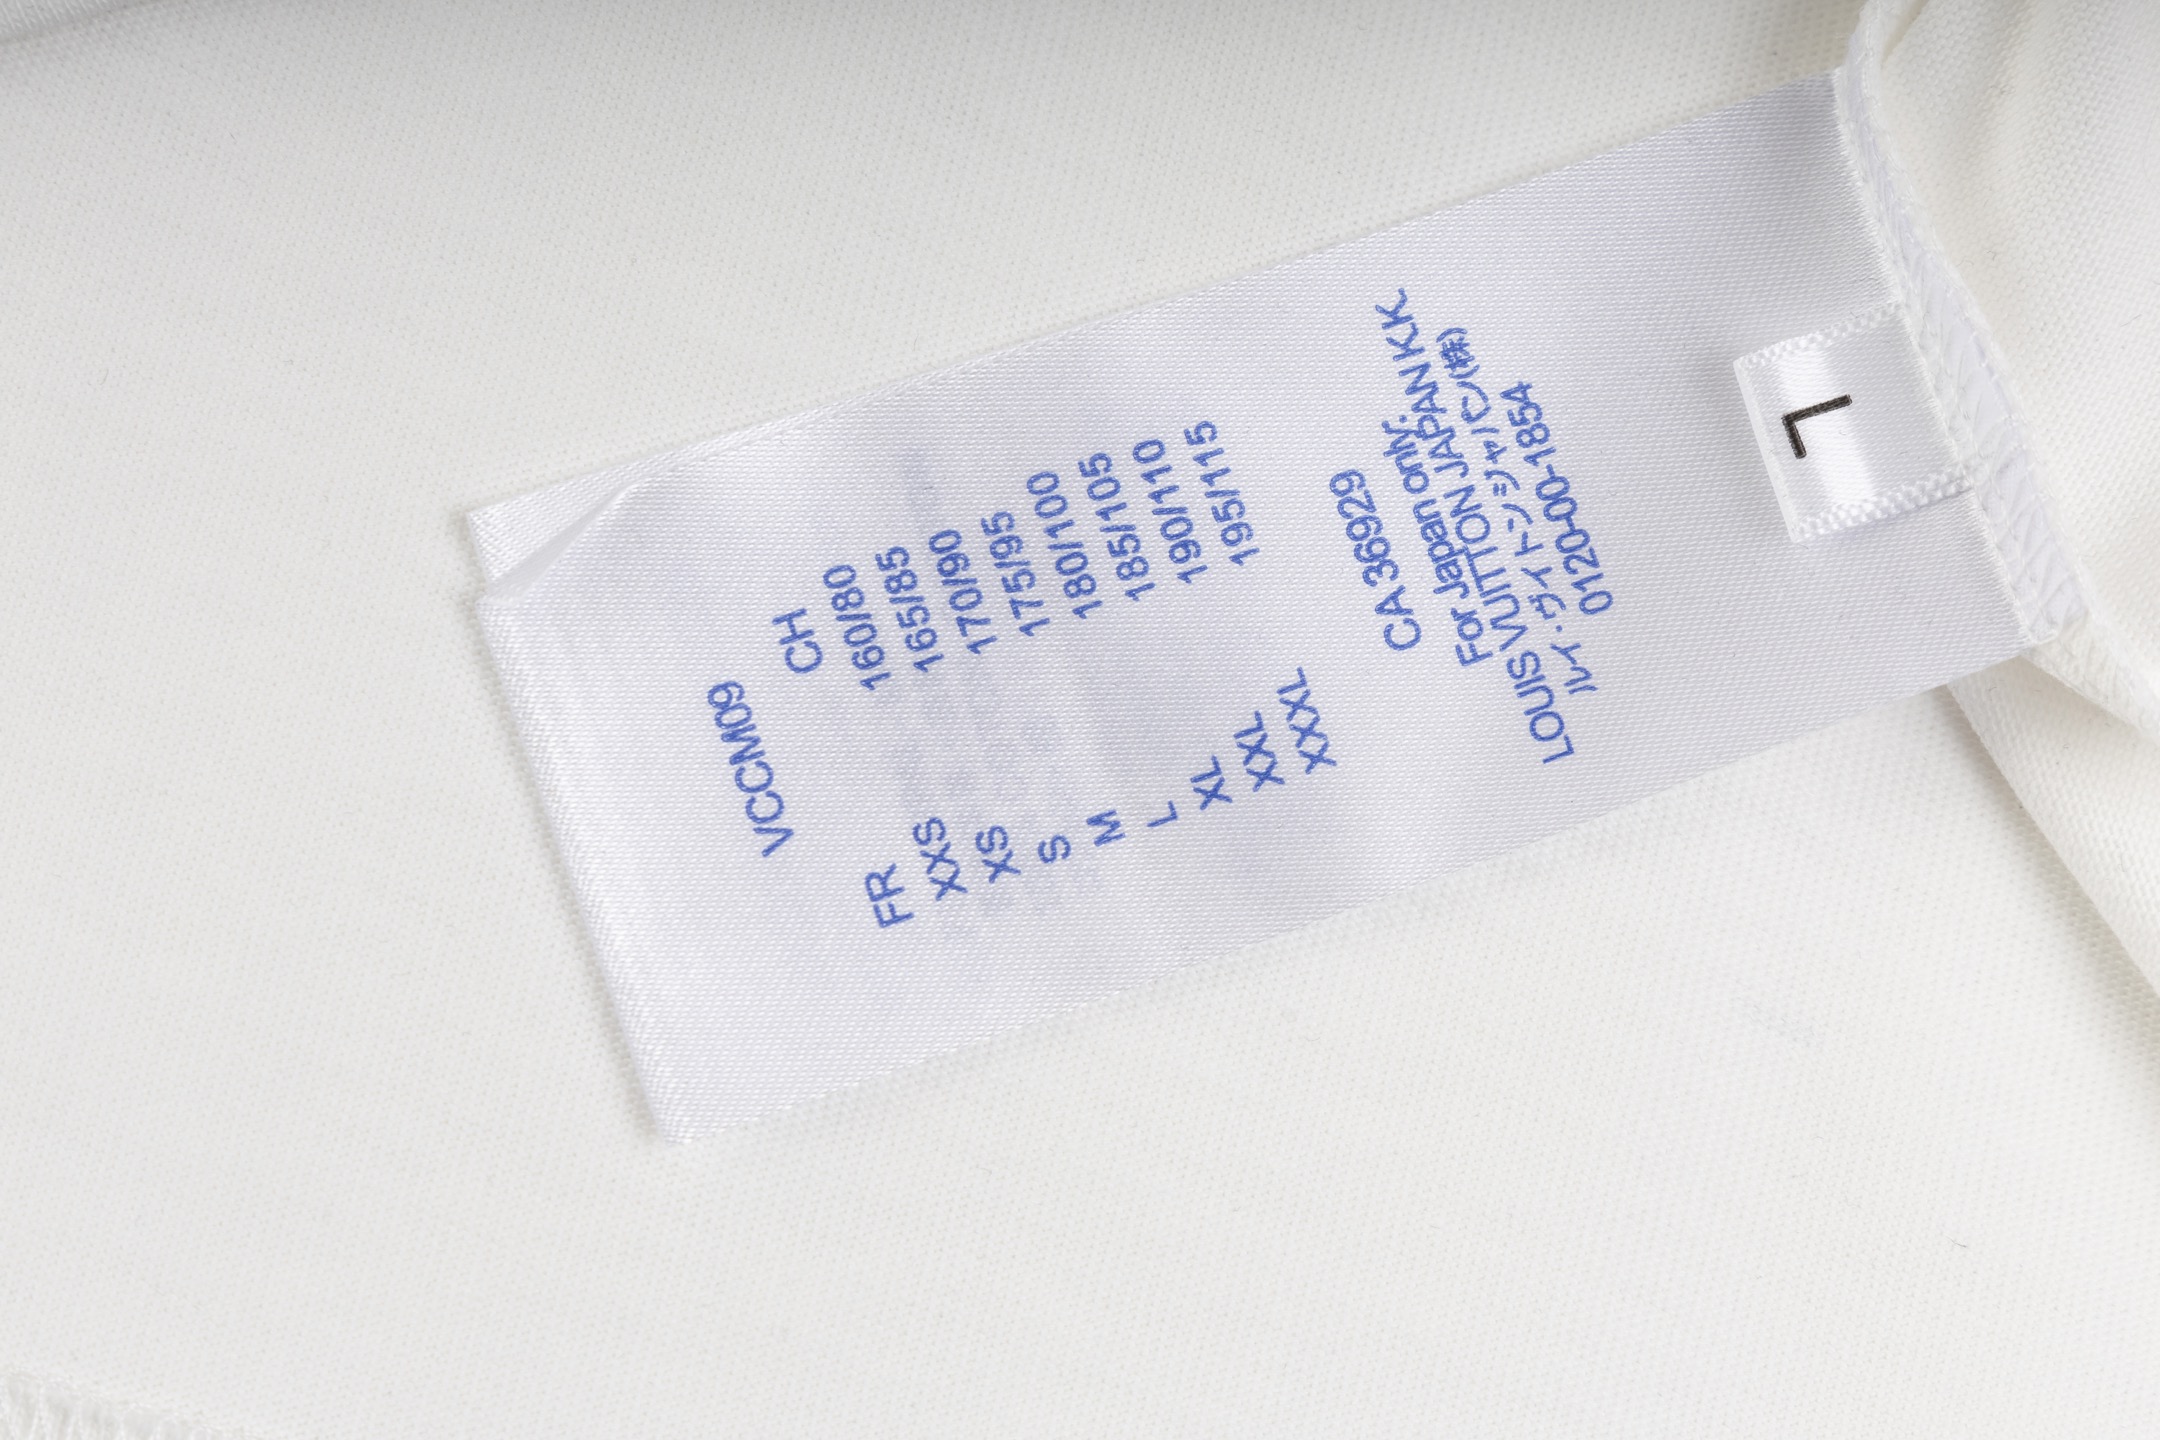 VCCM09
FR CH
XXS 160/80
XS 165/85
S 170/90
M 175/95
L 180/100
XL 185/105
XXL 190/110
XXXL 195/115
CA 36929
For Japan only:
LOUIS VUITTON JAPAN K.K.
ルイ・ヴィトンジャパン(株)
0120-00-1854
L